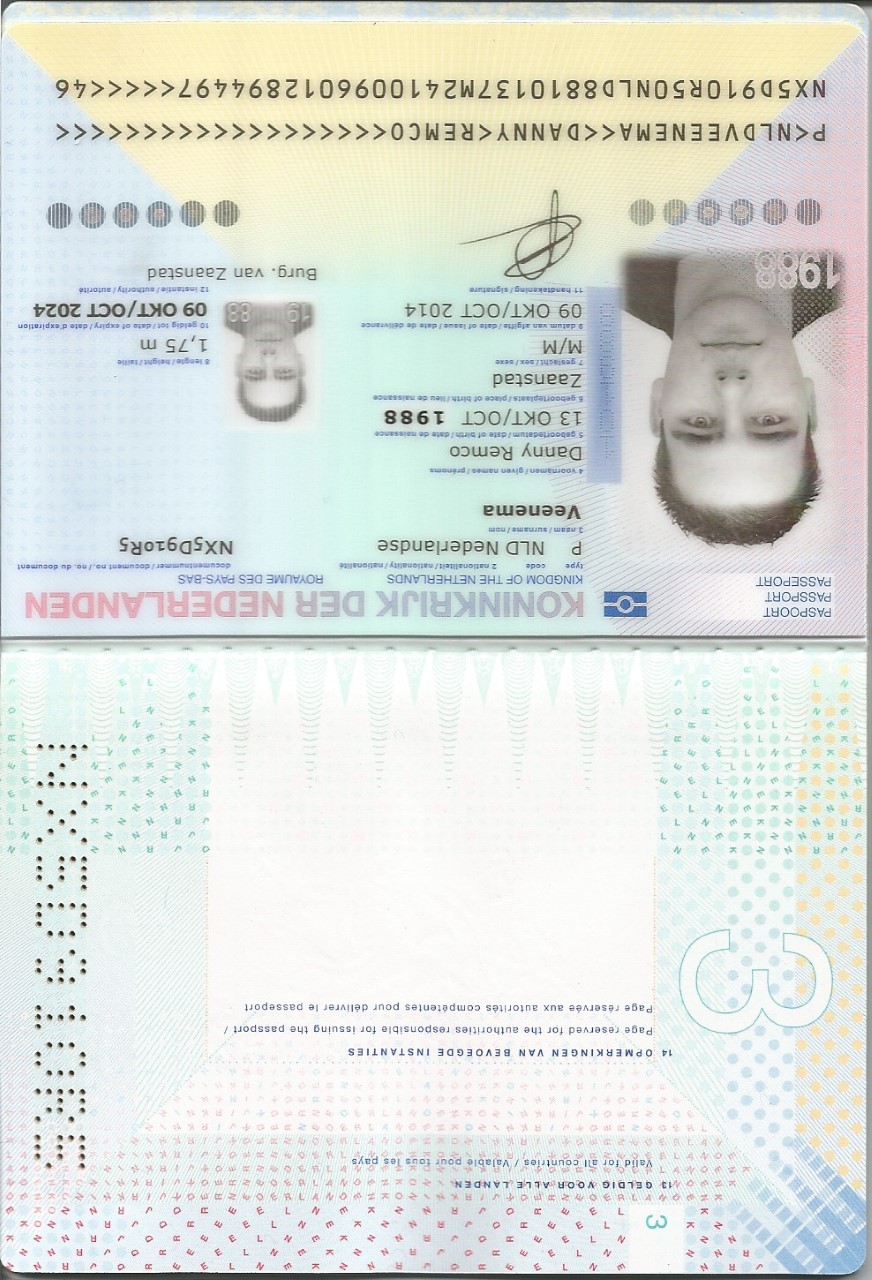 3
13 GELDIG VOOR ALLE LANDEN
Valid for all countries / Valable pour tous les pays
14 OPMERKINGEN VAN BEVOEGDE INSTANTIES
Page reserved for the authorities responsible for issuing the passport /
Page réservée aux autorités compétentes pour délivrer le passeport
3
NX5D910R5
PASPOORT
PASSPORT
PASSEPORT
KONINKRIJK DER NEDERLANDEN
KINGDOM OF THE NETHERLANDS ROYAUME DES PAYS-BAS
type code 2 nationaliteit / nationality / nationalité documentnummer / document no. / no. du document
P NLD Nederlandse NX5D910R5
3 naam / surname / nom
Veenema
4 voornamen / given names / prénoms
Danny Remco
5 geboortedatum / date of birth / date de naissance
13 OKT/OCT 1988
6 geboorteplaats / place of birth / lieu de naissance
Zaanstad
7 geslacht / sex / sexe 8 lengte / height / taille
M/M 1,75 m
9 datum van afgifte / date of issue / date de délivrance 10 geldig tot / date of expiry / date d'expiration
09 OKT/OCT 2014 09 OKT/OCT 2024
11 handtekening / signature 12 instantie / authority / autorité
Burg. van Zaanstad
1988
19 88
P<NLDVEENEMA<<DANNY<REMCO<<<<<<<<<<<<<<<<<<<
NX5D910R50NLD8810137M2410096012894497<<<<<46